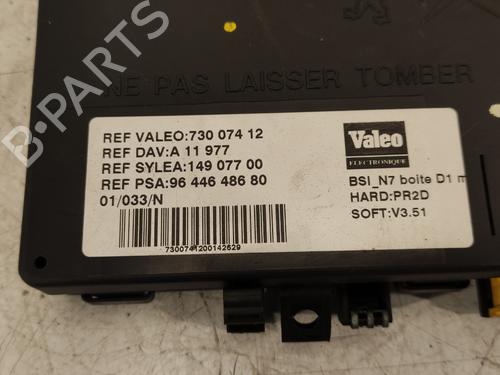 NE PAS LAISSER TOMBER
REF VALEO:730 074 12
REF DAV:A 11 977
REF SYLEA:149 077 00
REF PSA:96 446 486 80
01/033/N
7300741200142629
Valeo
ELECTRONIQUE
BSI_N7 boite D1 m
HARD:PR2D
SOFT:V3.51
B-PARTS